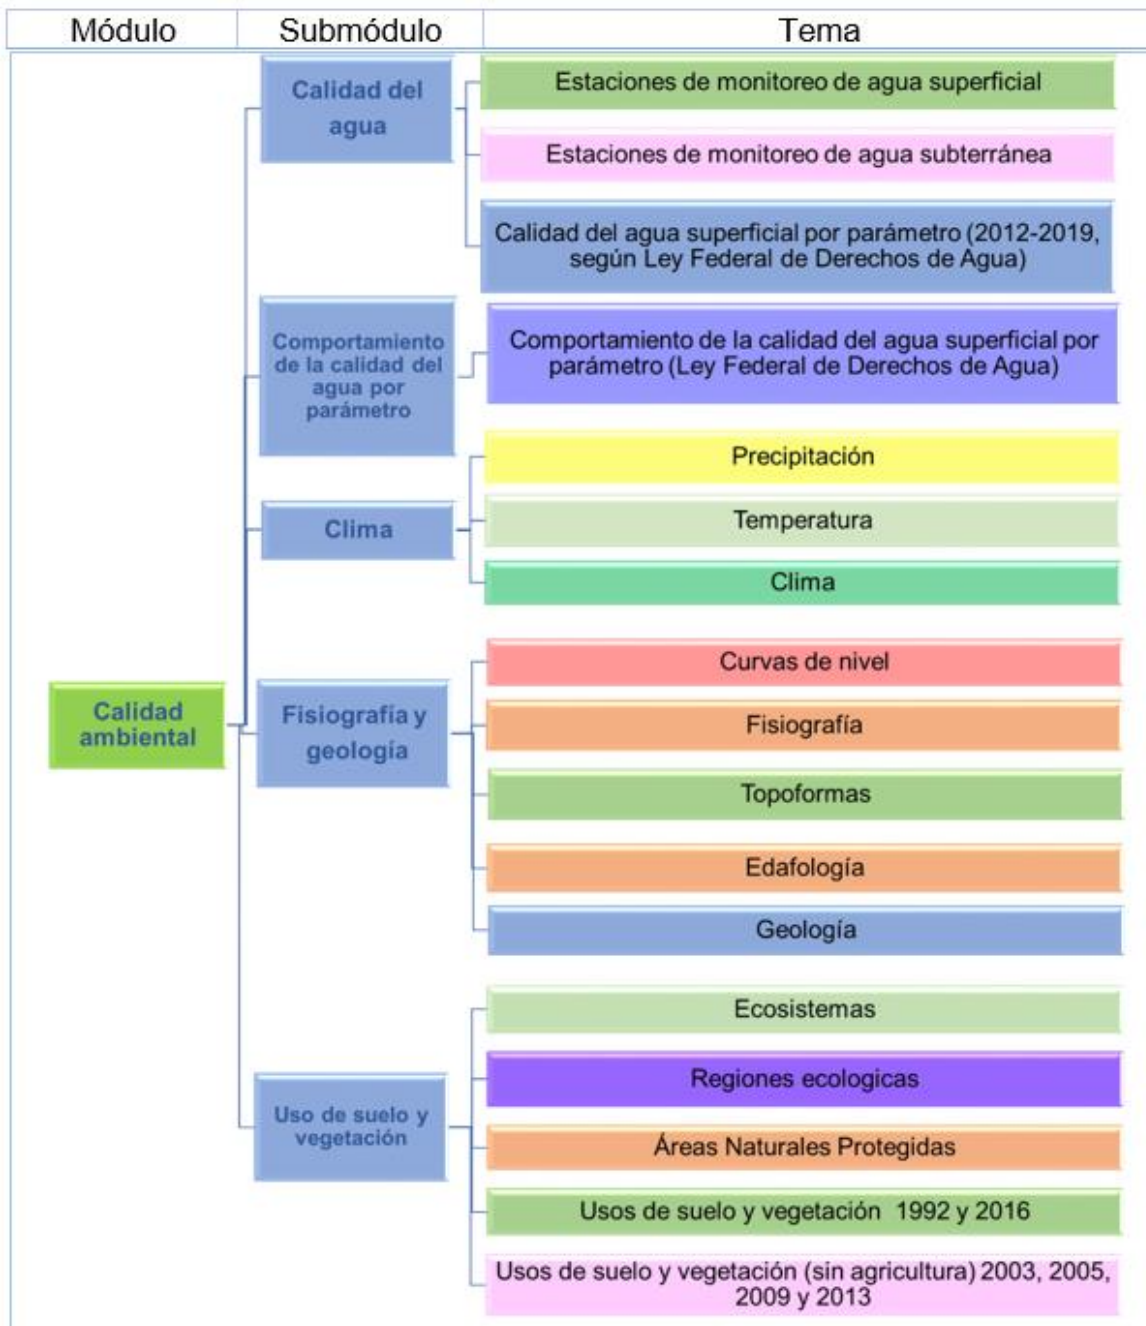 Módulo
Submódulo
Tema
Calidad ambiental
Calidad del
agua
Estaciones de monitoreo de agua superficial
Estaciones de monitoreo de agua subterránea
Calidad del agua superficial por parámetro (2012-2019,
según Ley Federal de Derechos de Agua)
Comportamiento
de la calidad del
agua por
parámetro
Comportamiento de la calidad del agua superficial por
parámetro (Ley Federal de Derechos de Agua)
Clima
Precipitación
Temperatura
Clima
Fisiografía y
geología
Curvas de nivel
Fisiografía
Topoformas
Edafología
Geología
Uso de suelo y
vegetación
Ecosistemas
Regiones ecologicas
Áreas Naturales Protegidas
Usos de suelo y vegetación 1992 y 2016
Usos de suelo y vegetación (sin agricultura) 2003, 2005,
2009 y 2013